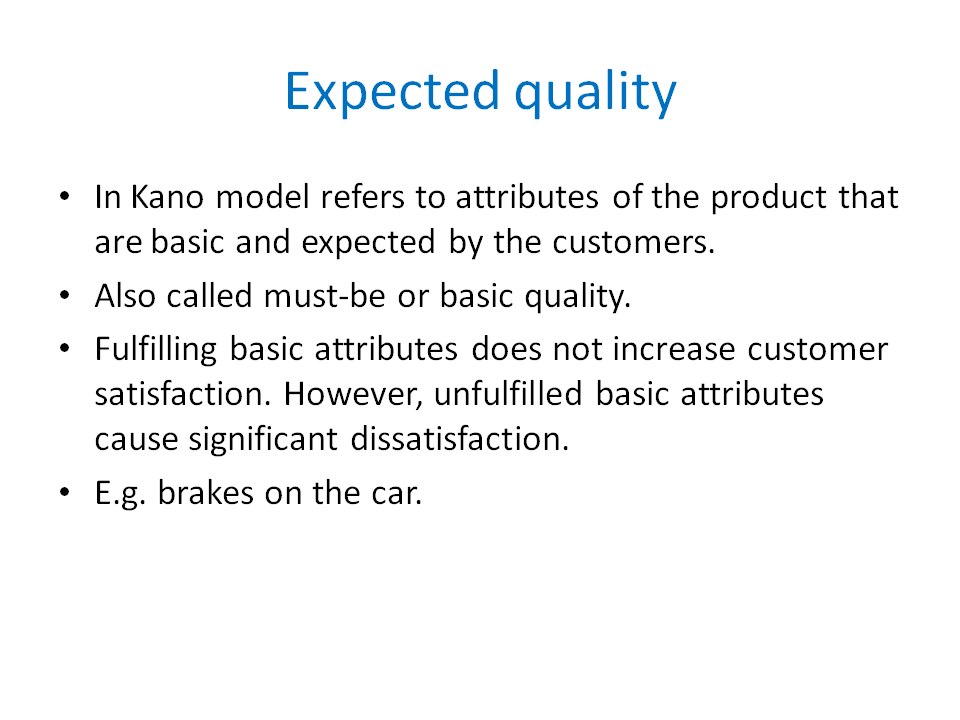 Expected quality
• In Kano model refers to attributes of the product that
are basic and expected by the customers.
• Also called must-be or basic quality.
• Fulfilling basic attributes does not increase customer
satisfaction. However, unfulfilled basic attributes
cause significant dissatisfaction.
• E.g. brakes on the car.